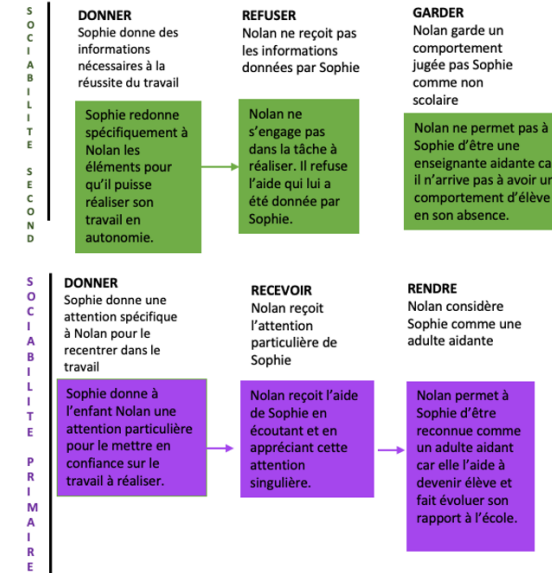 SOCIABILITE SECOND
DONNER
Sophie donne des
informations
nécessaires à la
réussite du travail
REFUSER
Nolan ne reçoit pas
les informations
données par Sophie
GARDER
Nolan garde un
comportement
jugée pas Sophie
comme non
scolaire
Sophie redonne
spécifiquement à
Nolan les
éléments pour
qu'il puisse
réaliser son
travail en
autonomie.
Nolan ne
s'engage pas
dans la tâche à
réaliser. Il refuse
l'aide qui lui a
été donnée par
Sophie.
Nolan ne permet pas à
Sophie d'être une
enseignante aidante ca
il n'arrive pas à avoir un
comportement d'élève
en son absence.
SOCIABILITE PRIMAIRE
DONNER
Sophie donne une
attention spécifique
à Nolan pour le
recentrer dans le
travail
RECEVOIR
Nolan reçoit
l'attention
particulière de
Sophie
RENDRE
Nolan considère
Sophie comme une
adulte aidante
Sophie donne à
l'enfant Nolan une
attention particulière
pour le mettre en
confiance sur le
travail à réaliser.
Nolan reçoit l'aide
de Sophie en
écoutant et en
appréciant cette
attention
singulière.
Nolan permet à
Sophie d'être
reconnue comme
un adulte aidant
car elle l'aide à
devenir élève et
fait évoluer son
rapport à l'école.